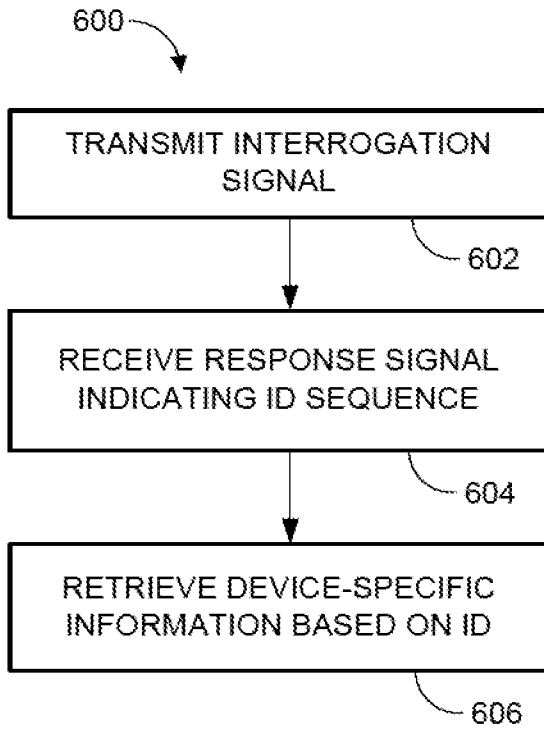 600
TRANSMIT INTERROGATION
SIGNAL
602
RECEIVE RESPONSE SIGNAL
INDICATING ID SEQUENCE
604
RETRIEVE DEVICE-SPECIFIC
INFORMATION BASED ON ID
606